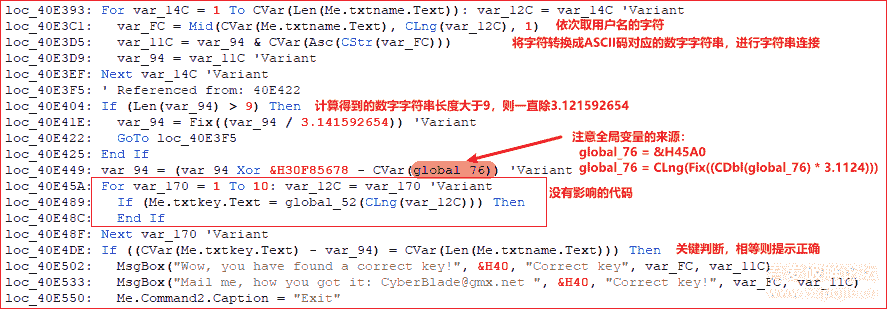 loc_40E393: For var_14C = 1 To CVar(Len(Me.txtname.Text)): var_12C = var_14C 'Variant
loc_40E3C1:   var_FC = Mid(CVar(Me.txtname.Text), CLng(var_12C), 1) 依次取用户名的字符
loc_40E3D5:   var_11C = var_94 & CVar(Asc(CStr(var_FC))) 将字符转换成ASCII码对应的数字字符串，进行字符串连接
loc_40E3D9:   var_94 = var_11C 'Variant
loc_40E3EF: Next var_14C 'Variant
loc_40E3F5: ' Referenced from: 40E422
loc_40E404: If (Len(var_94) > 9) Then 计算得到的数字字符串长度大于9，则一直除3.121592654
loc_40E41E:   var_94 = Fix((var_94 / 3.141592654)) 'Variant
loc_40E422:   GoTo loc_40E3F5
注意全局变量的来源：
loc_40E425: End If
global_76 = &H45A0
loc_40E449: var_94 = (var_94 Xor &H30F85678 - CVar(global_76)) 'Variant
global_76 = CLng(Fix((CDbl(global_76) * 3.1124)))
loc_40E45A: For var_170 = 1 To 10: var_12C = var_170 'Variant
loc_40E489:   If (Me.txtkey.Text = global_52(CLng(var_12C))) Then 没有影响的代码
loc_40E48C:   End If
loc_40E48F: Next var_170 'Variant
loc_40E4DE: If ((CVar(Me.txtkey.Text) - var_94) = CVar(Len(Me.txtname.Text))) Then 关键判断，相等则提示正确
loc_40E502:   MsgBox("Wow, you have found a correct key!", &H40, "Correct key", var_FC, var_11C)
loc_40E533:   MsgBox("Mail me, how you got it: CyberBlade@gmx.net ", &H40, "Correct key!", var_FC, var_11C)
loc_40E550:   Me.Command2.Caption = "Exit"